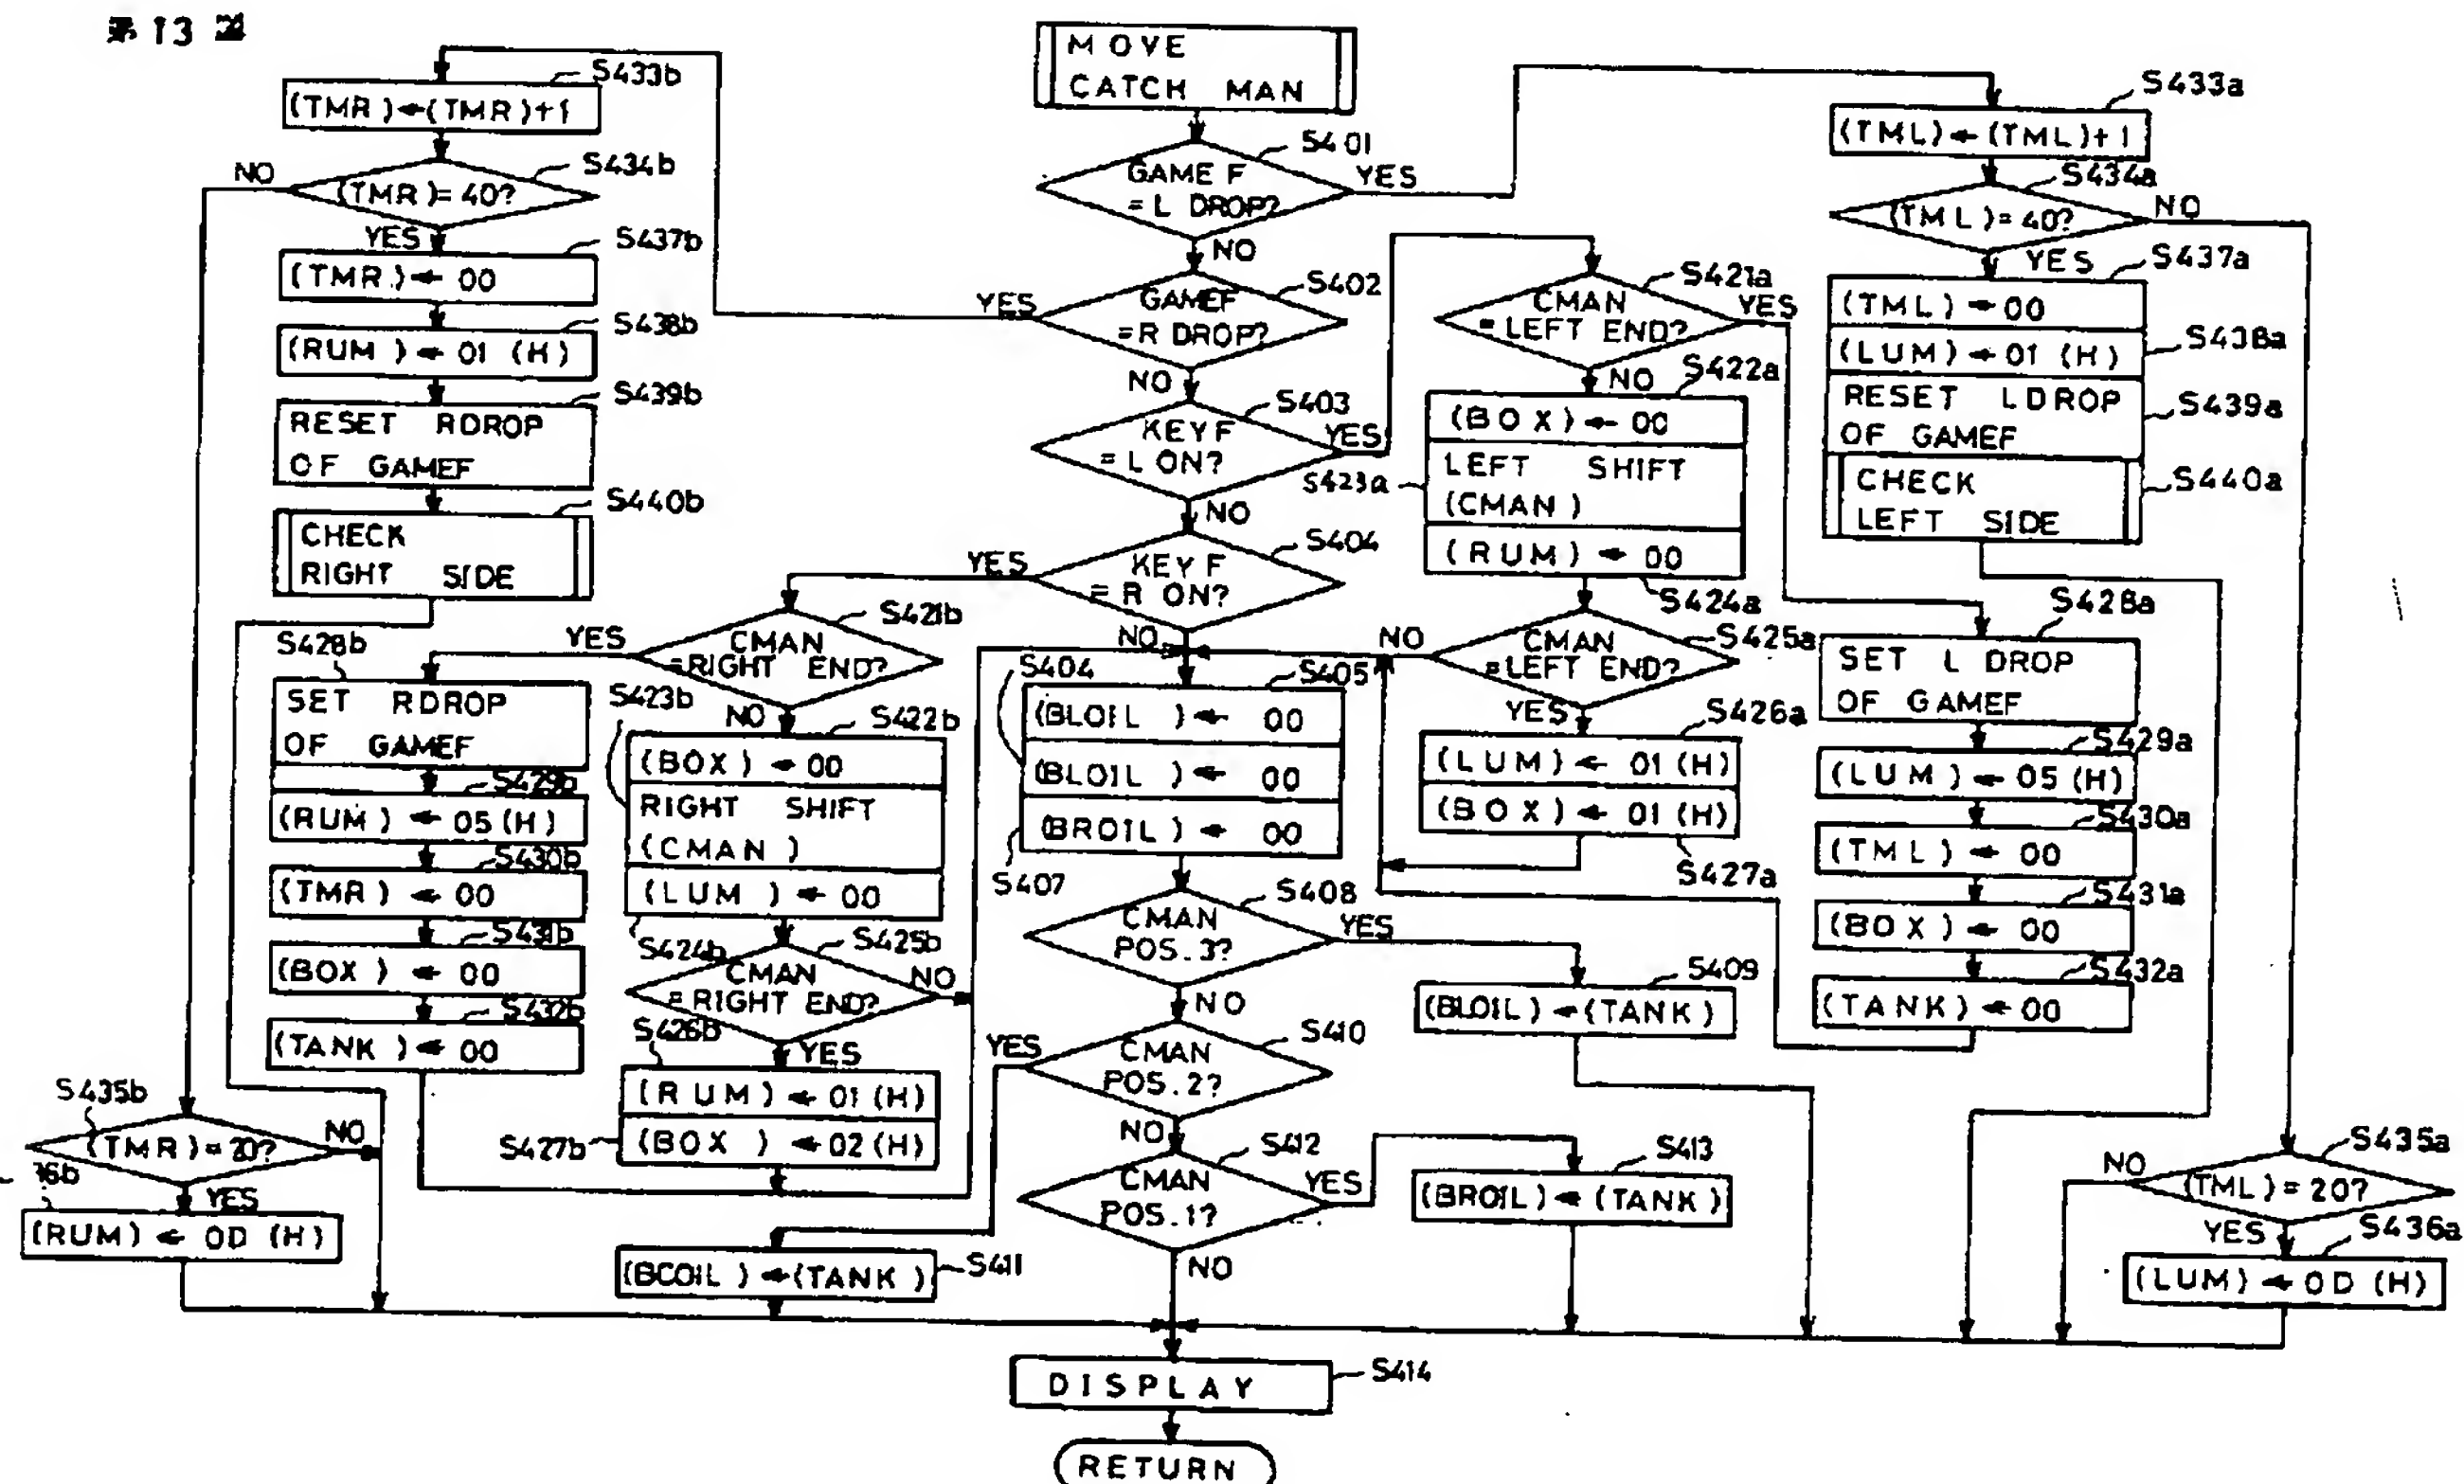 第13図
MOVE
CATCH MAN
S401
GAME F
= L DROP?
YES
NO
S402
GAMEF
=R DROP?
YES
NO
S403
KEY F
= L ON?
YES
NO
S404
KEY F
= R ON?
YES
NO
S404
S405
(BLOIL) ← 00
(BLOIL) ← 00
(BROIL) ← 00
S407
S408
CMAN
POS.3?
YES
NO
S409
(BLOIL) ← (TANK)
S410
CMAN
POS.2?
YES
NO
S411
(BCOIL) ← (TANK)
S412
CMAN
POS.1?
YES
NO
S413
(BROIL) ← (TANK)
DISPLAY
S414
RETURN
S433b
(TMR) ← (TMR)+1
S434b
(TMR)= 40?
NO
YES
S437b
(TMR) ← 00
S438b
(RUM) ← 01 (H)
S439b
RESET RDROP
OF GAMEF
S440b
CHECK
RIGHT SIDE
S428b
SET RDROP
OF GAMEF
S429b
(RUM) ← 05 (H)
S430b
(TMR) ← 00
S431b
(BOX) ← 00
S432b
(TANK) ← 00
S435b
(TMR)=20?
NO
YES
36b
(RUM) ← 0D (H)
S421b
CMAN
=RIGHT END?
YES
NO
S423b
S422b
(BOX) ← 00
RIGHT SHIFT
(CMAN)
(LUM) ← 00
S424b
S425b
CMAN
=RIGHT END?
NO
YES
S426b
(RUM) ← 01 (H)
S427b
(BOX) ← 02 (H)
S421a
CMAN
=LEFT END?
YES
NO
S422a
(BOX) ← 00
S423a
LEFT SHIFT
(CMAN)
(RUM) ← 00
S424a
S425a
CMAN
=LEFT END?
NO
YES
S426a
(LUM) ← 01 (H)
(BOX) ← 01 (H)
S427a
S433a
(TML) ← (TML)+1
S434a
(TML)=40?
NO
YES
S437a
(TML) ← 00
(LUM) ← 01 (H)
S438a
RESET LDROP
OF GAMEF
S439a
CHECK
LEFT SIDE
S440a
S428a
SET L DROP
OF GAMEF
S429a
(LUM) ← 05 (H)
S430a
(TML) ← 00
S431a
(BOX) ← 00
S432a
(TANK) ← 00
S435a
(TML)=20?
NO
YES
S436a
(LUM) ← 0D (H)